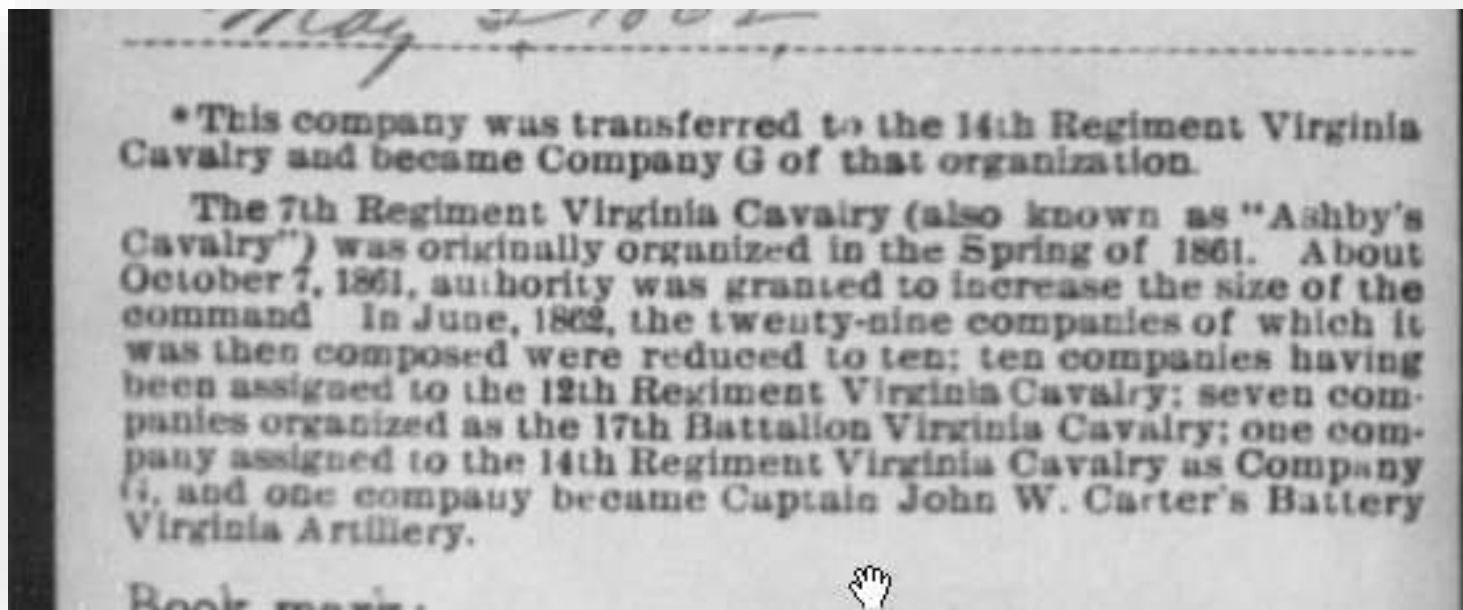 May 1862
*This company was transferred to the 14th Regiment Virginia
Cavalry and became Company G of that organization.
The 7th Regiment Virginia Cavalry (also known as "Ashby's
Cavalry") was originally organized in the Spring of 1861. About
October 7, 1861, authority was granted to increase the size of the
command In June, 1862, the twenty-nine companies of which it
was then composed were reduced to ten; ten companies having
been assigned to the 12th Regiment Virginia Cavalry; seven com-
panies organized as the 17th Battalion Virginia Cavalry; one com-
pany assigned to the 14th Regiment Virginia Cavalry as Company
G, and one company became Captain John W. Carter's Battery
Virginia Artillery.
Book mark: